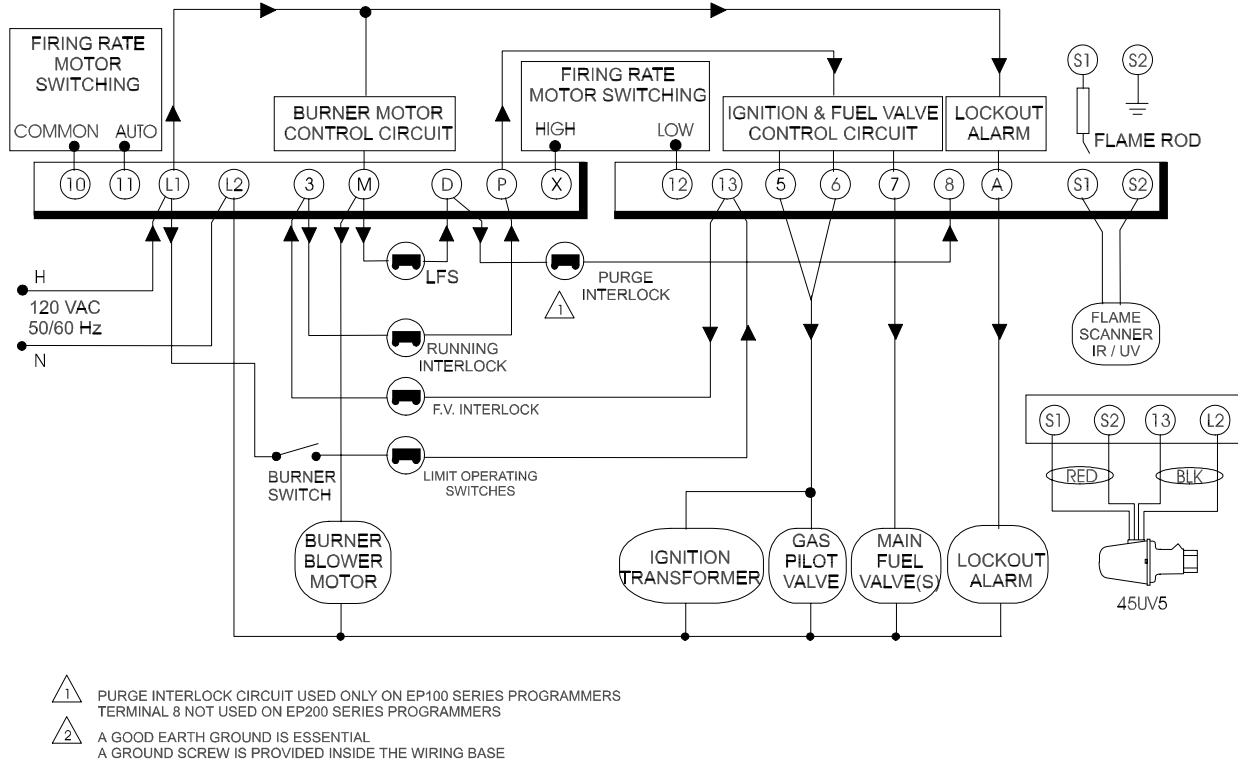 FIRING RATE
MOTOR
SWITCHING
COMMON AUTO
BURNER MOTOR
CONTROL CIRCUIT
FIRING RATE
MOTOR SWITCHING
HIGH LOW
IGNITION & FUEL VALVE
CONTROL CIRCUIT
LOCKOUT
ALARM
S1 S2
FLAME ROD
10 11 L1 L2 3 M D P X
12 13 5 6 7 8 A S1 S2
H
120 VAC
50/60 Hz
N
LFS
PURGE
INTERLOCK
1
RUNNING
INTERLOCK
F.V. INTERLOCK
BURNER
SWITCH
LIMIT OPERATING
SWITCHES
FLAME
SCANNER
IR / UV
S1 S2 13 L2
RED BLK
45UV5
BURNER
BLOWER
MOTOR
IGNITION
TRANSFORMER
GAS
PILOT
VALVE
MAIN
FUEL
VALVE(S)
LOCKOUT
ALARM
1 PURGE INTERLOCK CIRCUIT USED ONLY ON EP100 SERIES PROGRAMMERS
TERMINAL 8 NOT USED ON EP200 SERIES PROGRAMMERS
2 A GOOD EARTH GROUND IS ESSENTIAL
A GROUND SCREW IS PROVIDED INSIDE THE WIRING BASE